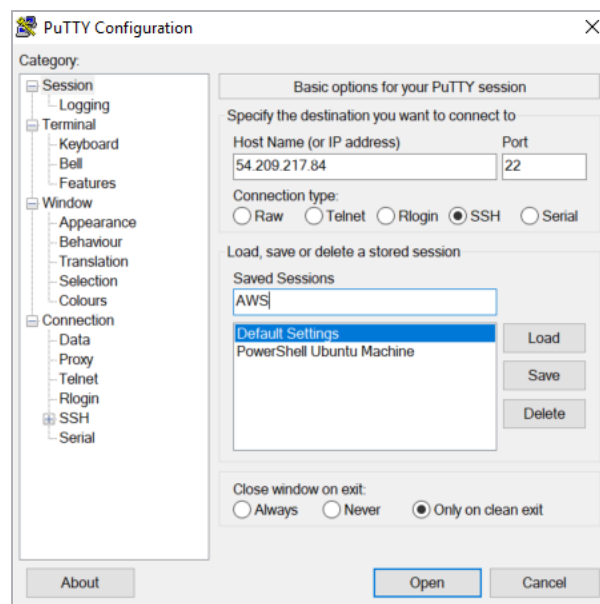 PuTTY Configuration
Category:
Session
Logging
Terminal
Keyboard
Bell
Features
Window
Appearance
Behaviour
Translation
Selection
Colours
Connection
Data
Proxy
Telnet
Rlogin
SSH
Serial
Basic options for your PuTTY session
Specify the destination you want to connect to
Host Name (or IP address) Port
54.209.217.84 22
Connection type:
Raw Telnet Rlogin SSH Serial
Load, save or delete a stored session
Saved Sessions
AWS
Default Settings
PowerShell Ubuntu Machine
Load
Save
Delete
Close window on exit:
Always Never Only on clean exit
About Open Cancel